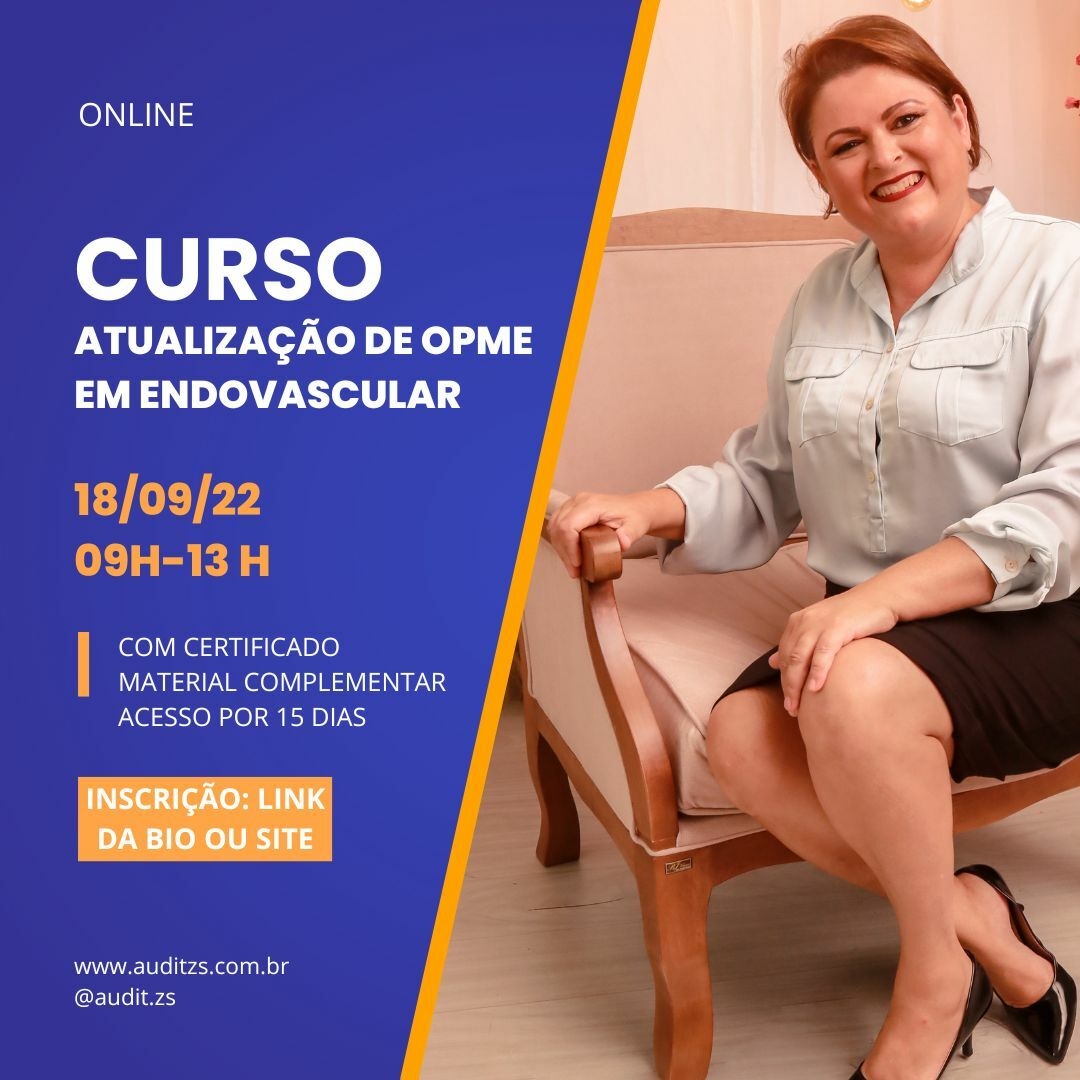 ONLINE
CURSO
ATUALIZAÇÃO DE OPME
EM ENDOVASCULAR
18/09/22
09H-13 H
COM CERTIFICADO
MATERIAL COMPLEMENTAR
ACESSO POR 15 DIAS
INSCRIÇÃO: LINK
DA BIO OU SITE
www.auditzs.com.br
@audit.zs